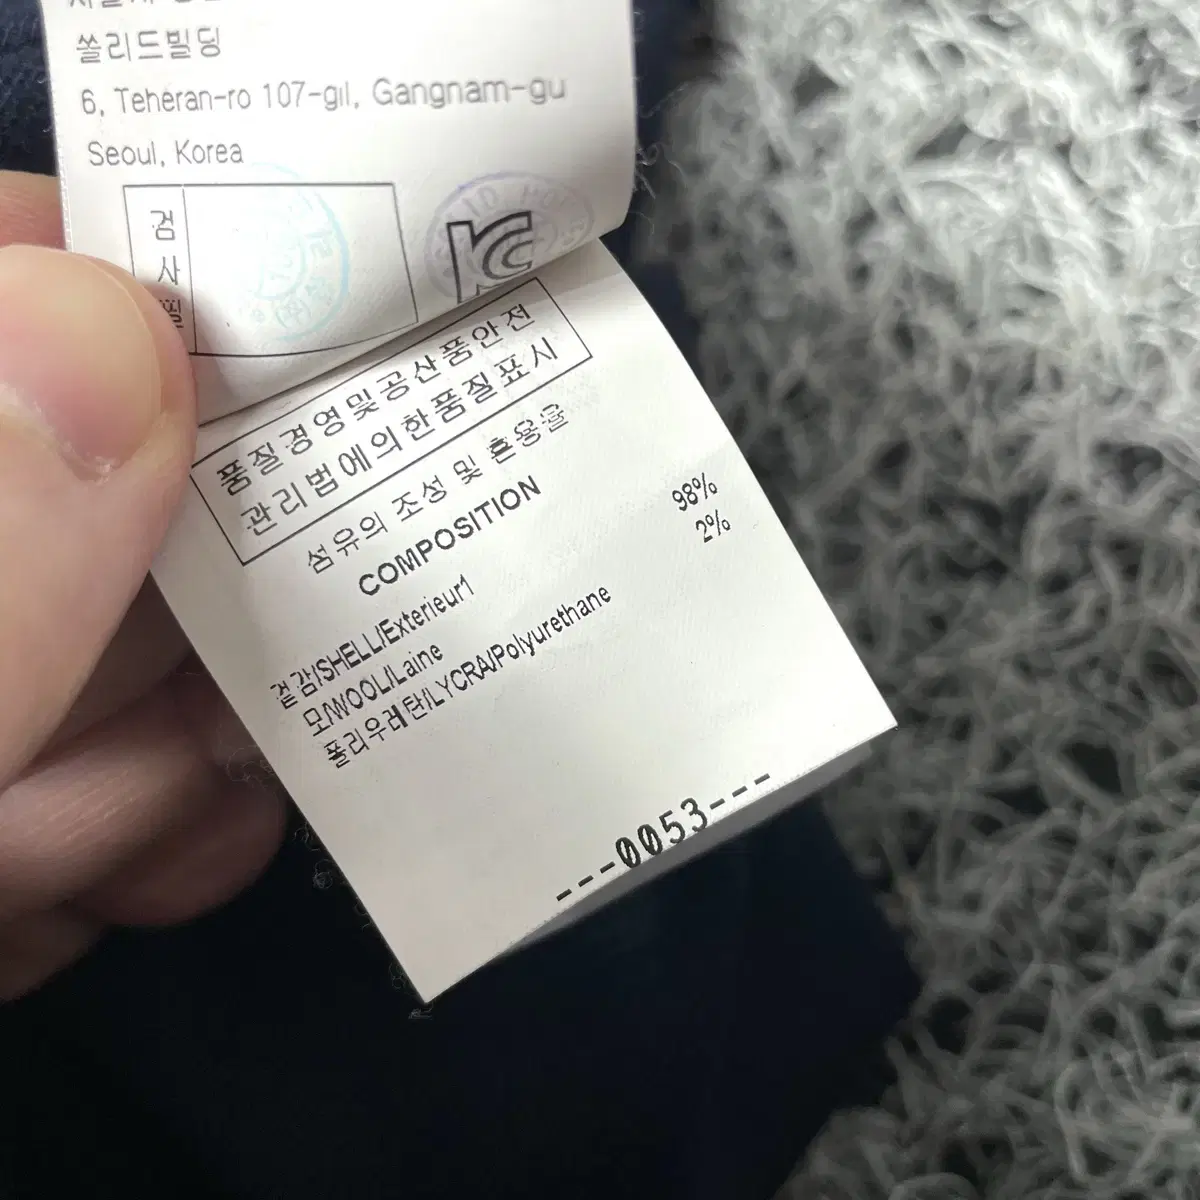 쏠리드빌딩
6, Teheran-ro 107-gil, Gangnam-gu
Seoul, Korea
검
사
필
품질경영및공산품안전
관리법에의한품질표시
섬유의 조성 및 혼용율
COMPOSITION
겉감/SHELL/Exterieur1
모/WOOL/Laine 98%
폴리우레탄/LYCRA/Polyurethane 2%
---0053---